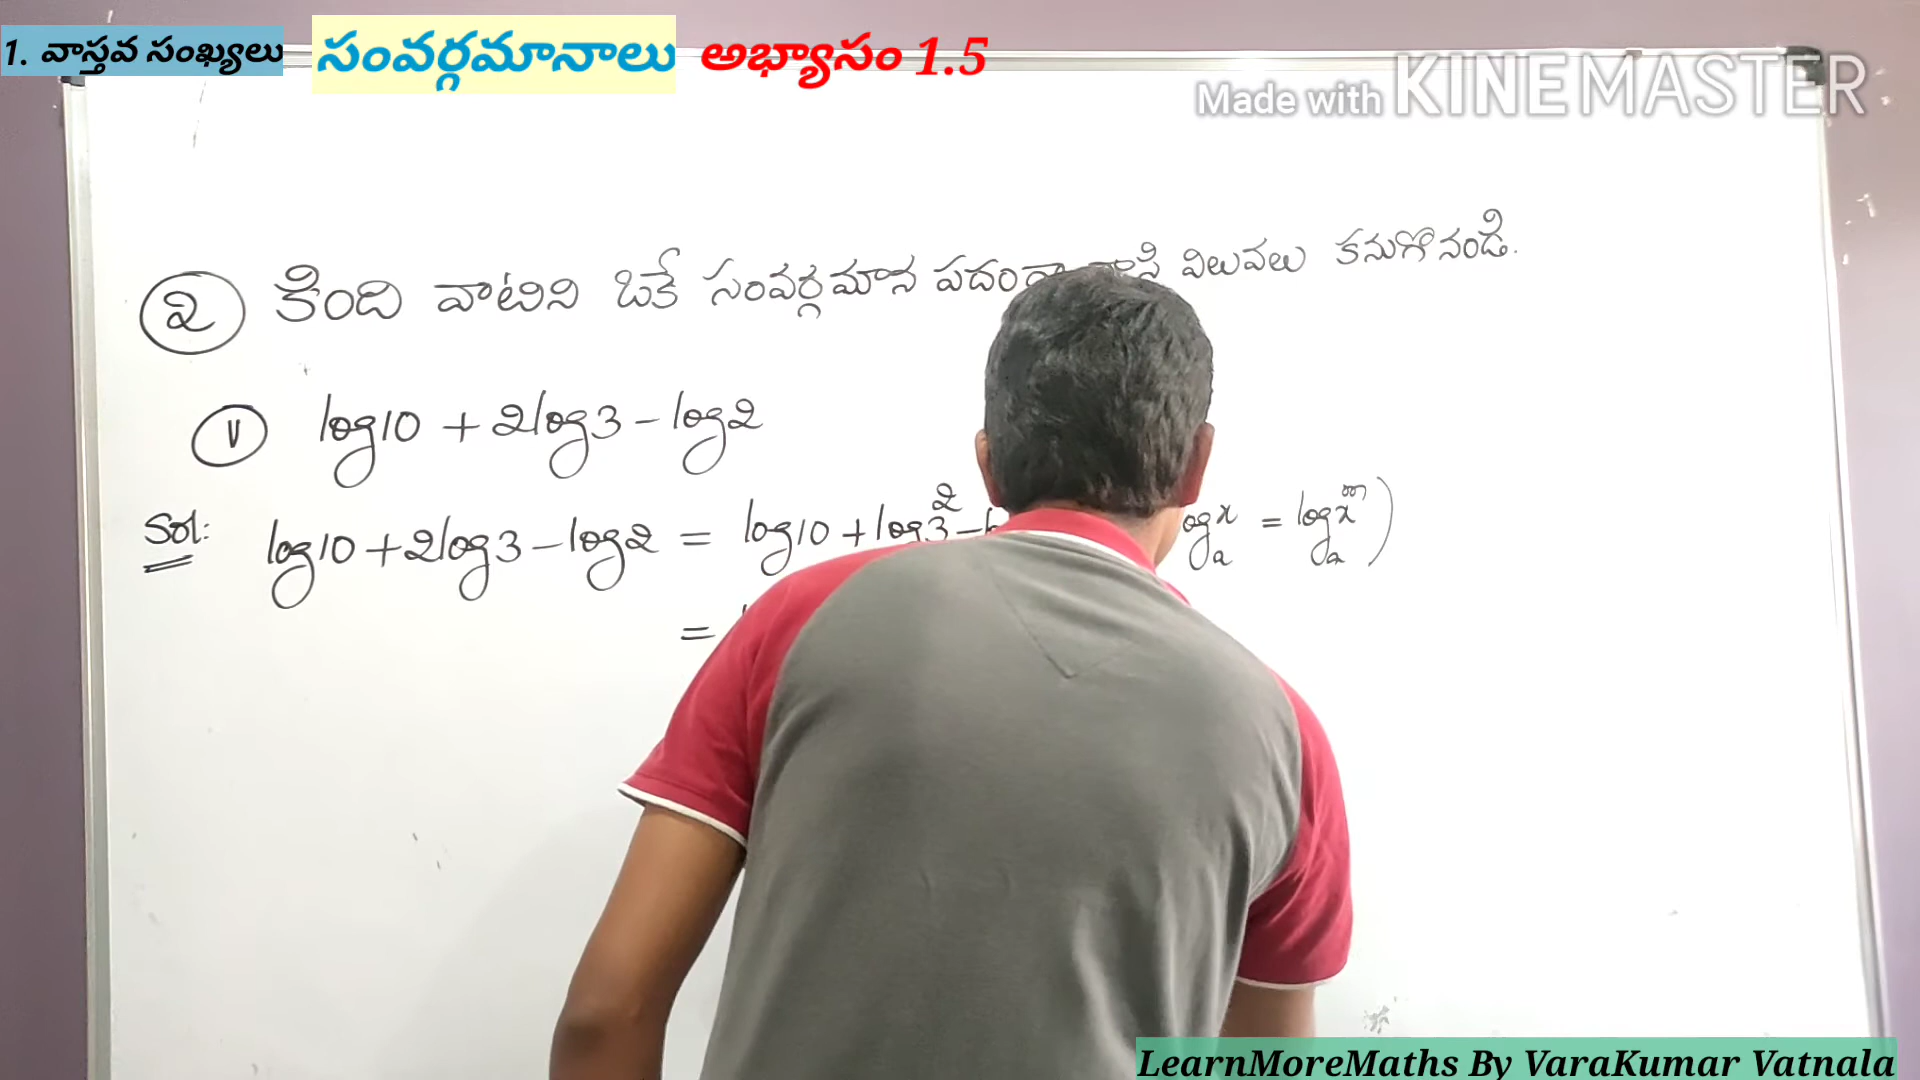 1. వాస్తవ సంఖ్యలు సంవర్గమానాలు అభ్యాసం 1.5
Made with KINEMASTER
2 కింది వాటిని ఒకే సంవర్గమాన విలువలు కనుగొనండి.
V log10 + 2log3 - log2
Sol: log10 + 2log3 - log2 = log10 + log3² - = logₐxᵐ)
=
LearnMoreMaths By VaraKumar Vatnala